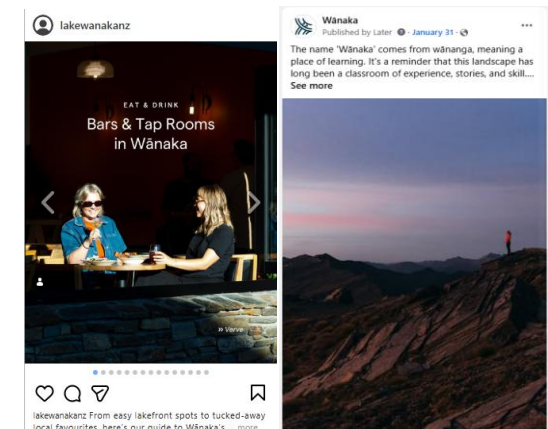 lakewanakanz
EAT & DRINK
Bars & Tap Rooms
in Wānaka
Verve
lakewanakanz From easy lakefront spots to tucked-away
local favourites, here's our guide to Wānaka's ... more
Wānaka
Published by Later · January 31 ·
The name 'Wānaka' comes from wānanga, meaning a
place of learning. It's a reminder that this landscape has
long been a classroom of experience, stories, and skill....
See more